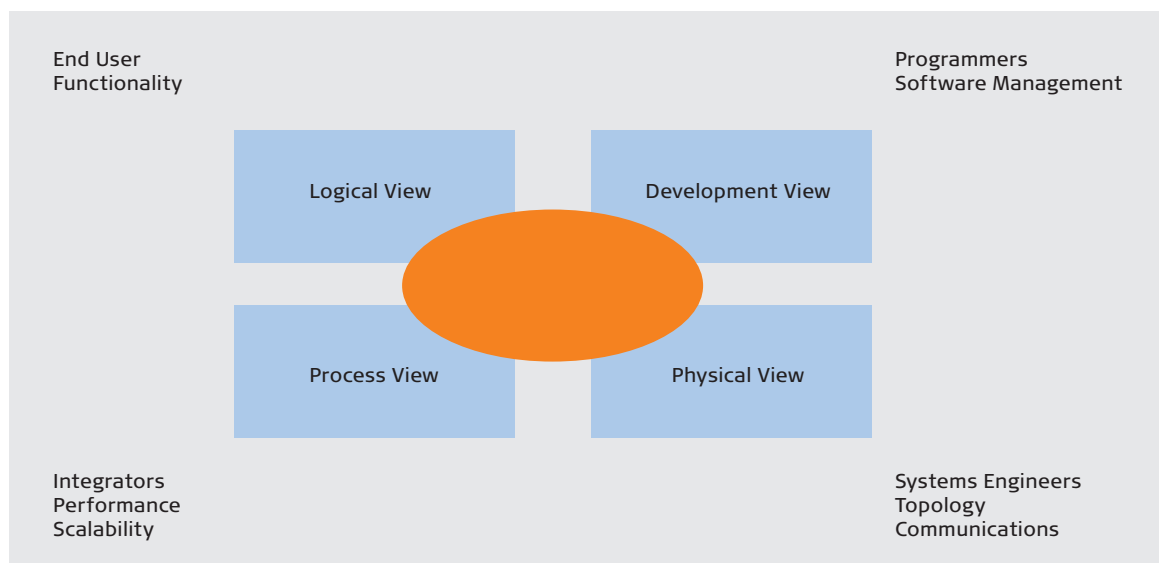 End User
Functionality
Programmers
Software Management
Logical View
Development View
Process View
Physical View
Integrators
Performance
Scalability
Systems Engineers
Topology
Communications